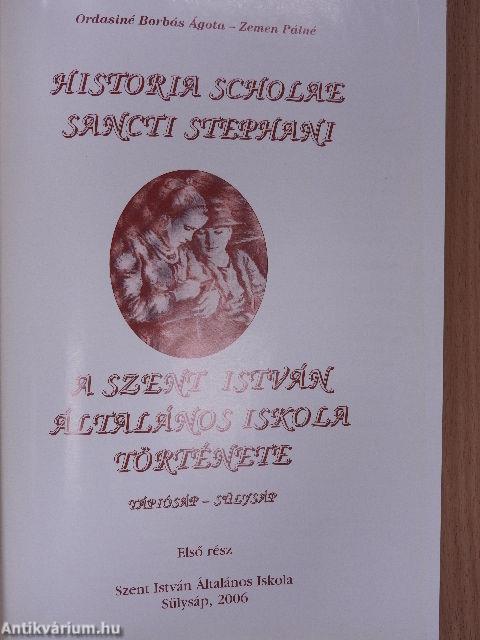 Ordasiné Borbás Ágota – Zemen Pálné
HISTORIA SCHOLAE
SANCTI STEPHANI
A SZENT ISTVÁN
ÁLTALÁNOS ISKOLA
TÖRTÉNETE
TÁPIÓSÁP – SÜLYSÁP
Első rész
Szent István Általános Iskola
Sülysáp, 2006
Antikvárium.hu